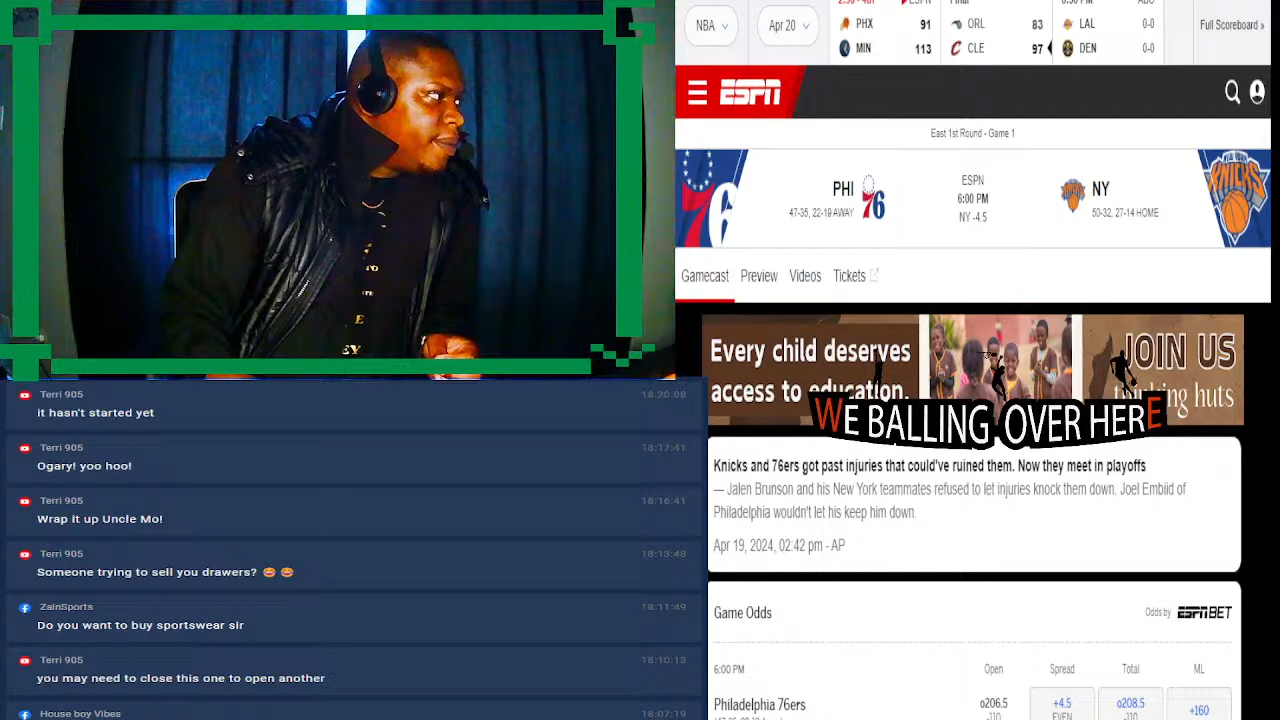 NBA
Apr 20
PHX 91
MIN 113
ORL 83
CLE 97
LAL 0-0
DEN 0-0
Full Scoreboard »
ESPN
East 1st Round - Game 1
PHI
47-35, 22-19 AWAY
76
ESPN
6:00 PM
NY -4.5
NY
50-32, 27-14 HOME
KNICKS
Gamecast Preview Videos Tickets
Every child deserves
access to education.
JOIN US
huts
WE BALLING OVER HERE
Knicks and 76ers got past injuries that could've ruined them. Now they meet in playoffs
— Jalen Brunson and his New York teammates refused to let injuries knock them down. Joel Embiid of
Philadelphia wouldn't let his keep him down.
Apr 19, 2024, 02:42 pm - AP
Game Odds
Odds by ESPN BET
6:00 PM Open Spread Total ML
Philadelphia 76ers o206.5 +4.5 o208.5 +160
-110 EVEN -110
Terri 905 18:20:08
it hasn't started yet
Terri 905 18:17:41
Ogary! yoo hoo!
Terri 905 18:16:41
Wrap it up Uncle Mo!
Terri 905 18:13:48
Someone trying to sell you drawers?
ZainSports 18:11:49
Do you want to buy sportswear sir
Terri 905 18:10:13
you may need to close this one to open another
House boy Vibes 18:07:19